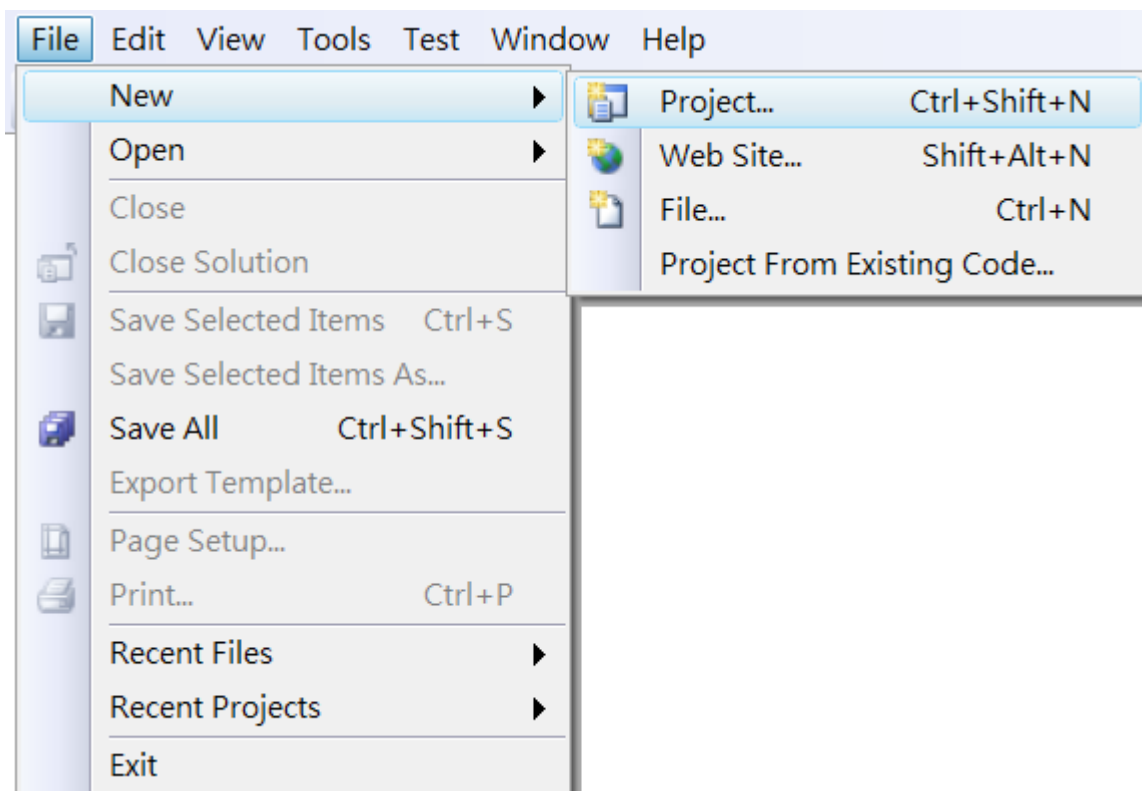 File Edit View Tools Test Window Help
New
Project... Ctrl+Shift+N
Open
Web Site... Shift+Alt+N
Close
File... Ctrl+N
Close Solution
Project From Existing Code...
Save Selected Items Ctrl+S
Save Selected Items As...
Save All Ctrl+Shift+S
Export Template...
Page Setup...
Print... Ctrl+P
Recent Files
Recent Projects
Exit